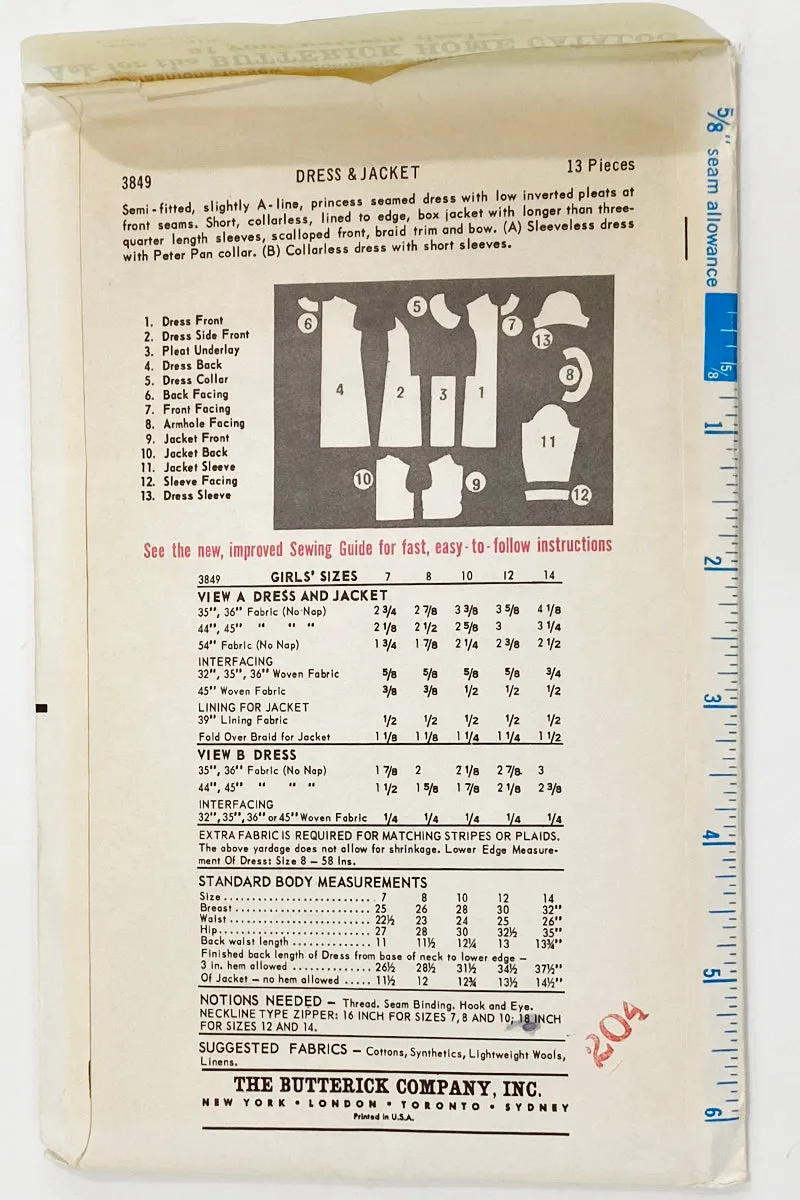 Ask for the BUTTERICK HOME CATALOG
at your pattern dealer
5/8" seam allowance
3849 DRESS & JACKET 13 Pieces
Semi-fitted, slightly A-line, princess seamed dress with low inverted pleats at
front seams. Short, collarless, lined to edge, box jacket with longer than three-
quarter length sleeves, scalloped front, braid trim and bow. (A) Sleeveless dress
with Peter Pan collar. (B) Collarless dress with short sleeves.
1. Dress Front
2. Dress Side Front
3. Pleat Underlay
4. Dress Back
5. Dress Collar
6. Back Facing
7. Front Facing
8. Armhole Facing
9. Jacket Front
10. Jacket Back
11. Jacket Sleeve
12. Sleeve Facing
13. Dress Sleeve
6 5 7 13
4 2 3 1 8
11
10 9 12
See the new, improved Sewing Guide for fast, easy-to-follow instructions
3849 GIRLS' SIZES 7 8 10 12 14
VIEW A DRESS AND JACKET
35", 36" Fabric (No Nap) 2 3/4 2 7/8 3 3/8 3 5/8 4 1/8
44", 45" " " " 2 1/8 2 1/2 2 5/8 3 3 1/4
54" Fabric (No Nap) 1 3/4 1 7/8 2 1/4 2 3/8 2 1/2
INTERFACING
32", 35", 36" Woven Fabric 5/8 5/8 5/8 5/8 3/4
45" Woven Fabric 3/8 3/8 1/2 1/2 1/2
LINING FOR JACKET
39" Lining Fabric 1/2 1/2 1/2 1/2 1/2
Fold Over Braid for Jacket 1 1/8 1 1/8 1 1/4 1 1/4 1 1/2
VIEW B DRESS
35", 36" Fabric (No Nap) 1 7/8 2 2 1/8 2 7/8 3
44", 45" " " " 1 1/2 1 5/8 1 7/8 2 1/8 2 3/8
INTERFACING
32", 35", 36" or 45" Woven Fabric 1/4 1/4 1/4 1/4 1/4
EXTRA FABRIC IS REQUIRED FOR MATCHING STRIPES OR PLAIDS.
The above yardage does not allow for shrinkage. Lower Edge Measure-
ment Of Dress: Size 8 — 58 Ins.
STANDARD BODY MEASUREMENTS
Size 7 8 10 12 14
Breast 25 26 28 30 32"
Waist 22½ 23 24 25 26"
Hip 27 28 30 32½ 35"
Back waist length 11 11½ 12¼ 13 13¾"
Finished back length of Dress from base of neck to lower edge —
3 in. hem allowed 26½ 28½ 31½ 34½ 37½"
Of Jacket — no hem allowed 11½ 12 12¾ 13½ 14½"
NOTIONS NEEDED — Thread. Seam Binding. Hook and Eye.
NECKLINE TYPE ZIPPER: 16 INCH FOR SIZES 7, 8 AND 10; 18 INCH
FOR SIZES 12 AND 14.
SUGGESTED FABRICS — Cottons, Synthetics, Lightweight Wools,
Linens.
THE BUTTERICK COMPANY, INC.
NEW YORK • LONDON • TORONTO • SYDNEY
Printed in U.S.A.
204
5/8
1
2
3
4
5
6